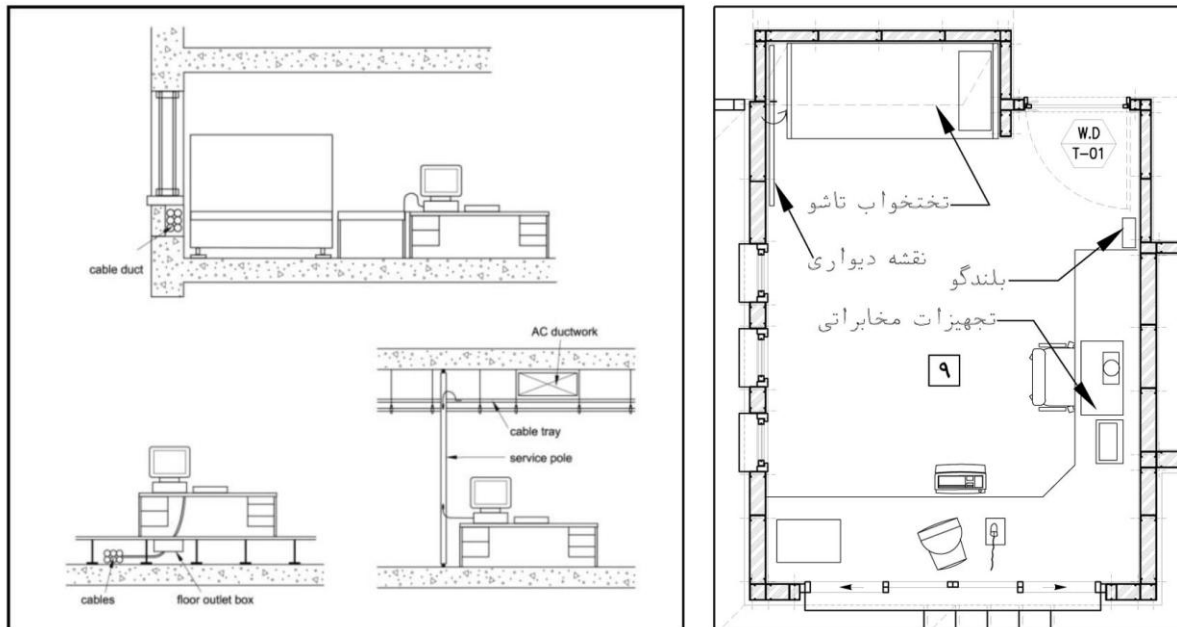 cable duct
AC ductwork
cable tray
service pole
cables
floor outlet box
W.D
T-01
تختخواب تاشو
نقشه دیواری
بلندگو
تجهیزات مخابراتی
۹